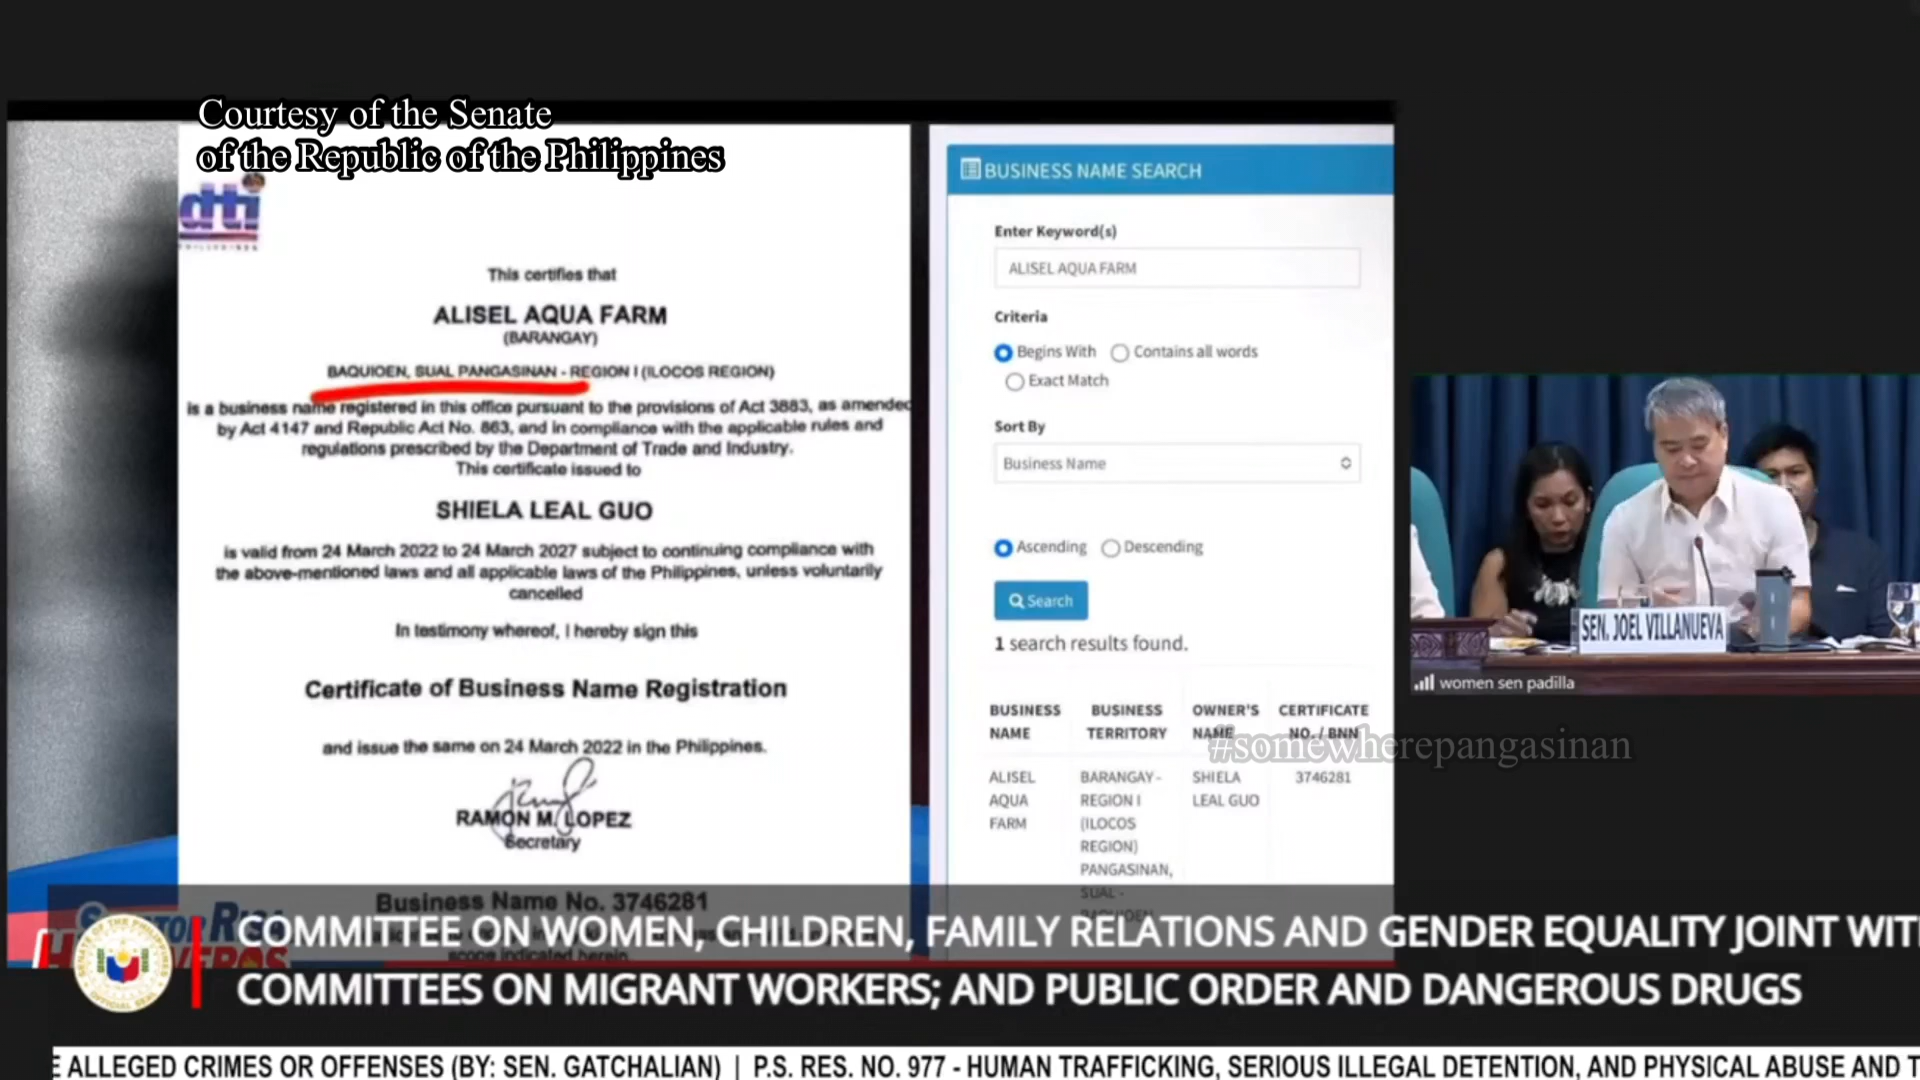 Courtesy of the Senate
of the Republic of the Philippines
dti
PHILIPPINES
This certifies that
ALISEL AQUA FARM
(BARANGAY)
BAQUIOEN, SUAL PANGASINAN - REGION I (ILOCOS REGION)
is a business name registered in this office pursuant to the provisions of Act 3883, as amended
by Act 4147 and Republic Act No. 863, and in compliance with the applicable rules and
regulations prescribed by the Department of Trade and Industry.
This certificate issued to
SHIELA LEAL GUO
is valid from 24 March 2022 to 24 March 2027 subject to continuing compliance with
the above-mentioned laws and all applicable laws of the Philippines, unless voluntarily
cancelled
In testimony whereof, I hereby sign this
Certificate of Business Name Registration
and issue the same on 24 March 2022 in the Philippines.
RAMON M. LOPEZ
Secretary
Business Name No. 3746281
scope indicated herein.
BUSINESS NAME SEARCH
Enter Keyword(s)
ALISEL AQUA FARM
Criteria
Begins With Contains all words
Exact Match
Sort By
Business Name
Ascending Descending
Search
1 search results found.
BUSINESS NAME
BUSINESS TERRITORY
OWNER'S NAME
CERTIFICATE NO. / BNN
ALISEL AQUA FARM
BARANGAY - REGION I (ILOCOS REGION) PANGASINAN, SUAL - BAQUIOEN
SHIELA LEAL GUO
3746281
#somewherepangasinan
SEN. JOEL VILLANUEVA
women sen padilla
SENATOR RISA
HONTIVEROS
COMMITTEE ON WOMEN, CHILDREN, FAMILY RELATIONS AND GENDER EQUALITY JOINT WIT
COMMITTEES ON MIGRANT WORKERS; AND PUBLIC ORDER AND DANGEROUS DRUGS
E ALLEGED CRIMES OR OFFENSES (BY: SEN. GATCHALIAN) | P.S. RES. NO. 977 - HUMAN TRAFFICKING, SERIOUS ILLEGAL DETENTION, AND PHYSICAL ABUSE AND T